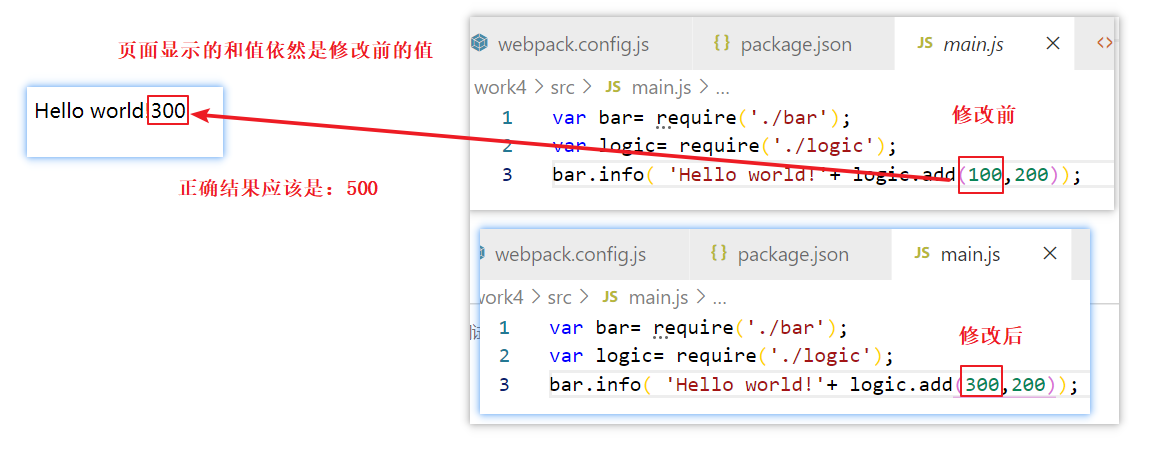 页面显示的和值依然是修改前的值
Hello world!300
正确结果应该是：500
webpack.config.js {} package.json JS main.js ×
work4 > src > JS main.js > ...
1 var bar= require('./bar');
修改前
2 var logic= require('./logic');
3 bar.info( 'Hello world!'+ logic.add(100,200));
webpack.config.js {} package.json JS main.js ×
work4 > src > JS main.js > ...
1 var bar= require('./bar');
修改后
2 var logic= require('./logic');
3 bar.info( 'Hello world!'+ logic.add(300,200));